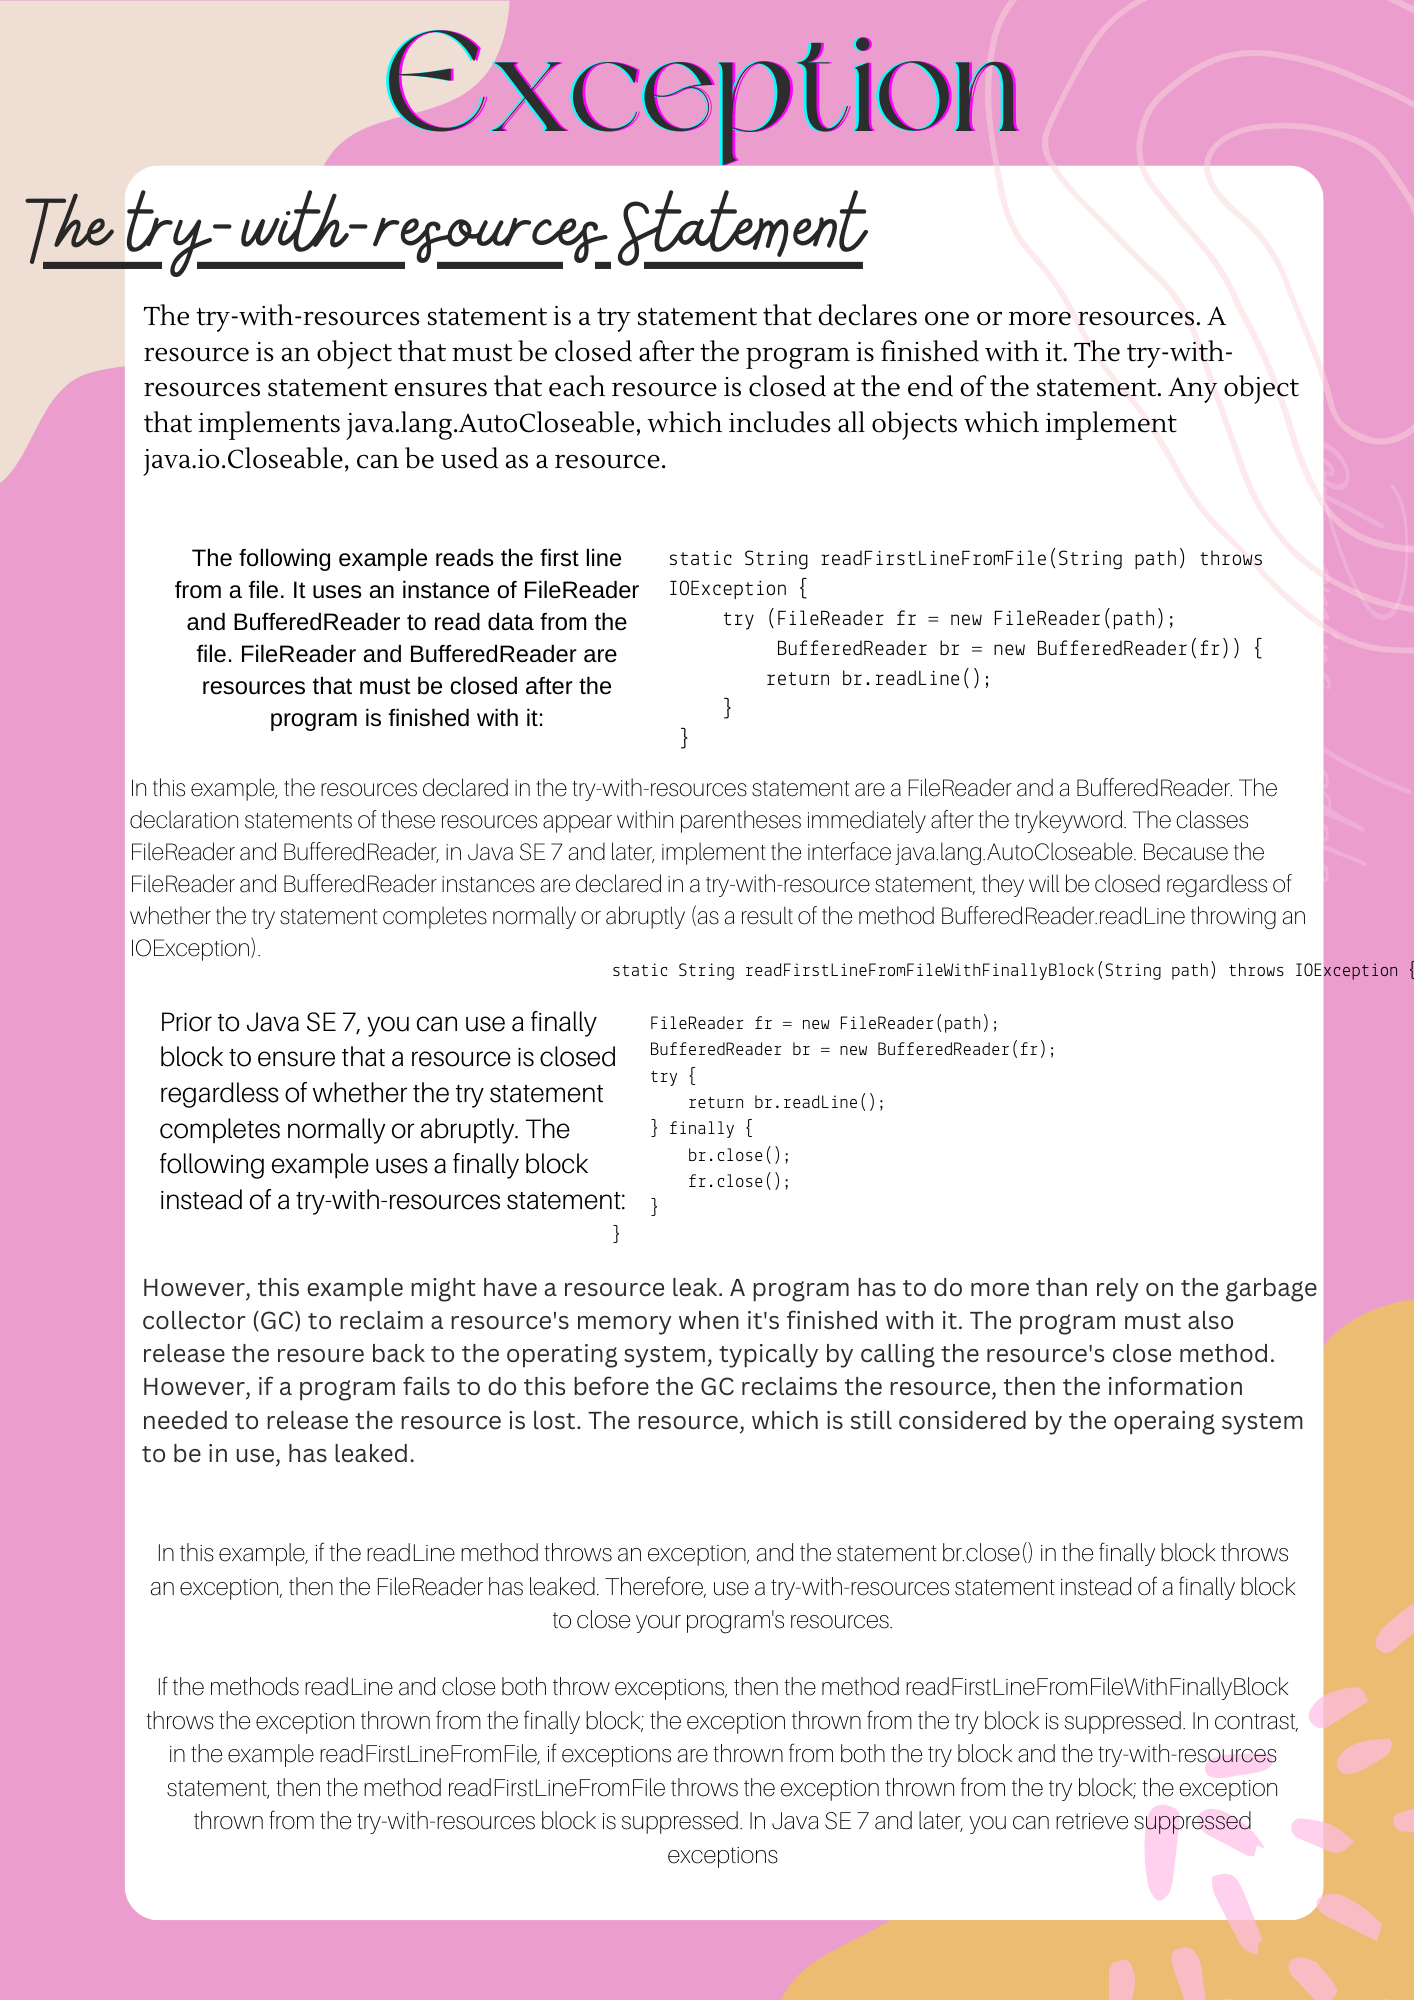 Exception
The try-with-resources Statement
The try-with-resources statement is a try statement that declares one or more resources. A
resource is an object that must be closed after the program is finished with it. The try-with-
resources statement ensures that each resource is closed at the end of the statement. Any object
that implements java.lang.AutoCloseable, which includes all objects which implement
java.io.Closeable, can be used as a resource.
The following example reads the first line
from a file. It uses an instance of FileReader
and BufferedReader to read data from the
file. FileReader and BufferedReader are
resources that must be closed after the
program is finished with it:
static String readFirstLineFromFile(String path) throws
IOException {
try (FileReader fr = new FileReader(path);
BufferedReader br = new BufferedReader(fr)) {
return br.readLine();
}
}
In this example, the resources declared in the try-with-resources statement are a FileReader and a BufferedReader. The
declaration statements of these resources appear within parentheses immediately after the trykeyword. The classes
FileReader and BufferedReader, in Java SE 7 and later, implement the interface java.lang.AutoCloseable. Because the
FileReader and BufferedReader instances are declared in a try-with-resource statement, they will be closed regardless of
whether the try statement completes normally or abruptly (as a result of the method BufferedReader.readLine throwing an
IOException).
Prior to Java SE 7, you can use a finally
block to ensure that a resource is closed
regardless of whether the try statement
completes normally or abruptly. The
following example uses a finally block
instead of a try-with-resources statement:
static String readFirstLineFromFileWithFinallyBlock(String path) throws IOException {
FileReader fr = new FileReader(path);
BufferedReader br = new BufferedReader(fr);
try {
return br.readLine();
} finally {
br.close();
fr.close();
}
}
However, this example might have a resource leak. A program has to do more than rely on the garbage
collector (GC) to reclaim a resource's memory when it's finished with it. The program must also
release the resoure back to the operating system, typically by calling the resource's close method.
However, if a program fails to do this before the GC reclaims the resource, then the information
needed to release the resource is lost. The resource, which is still considered by the operaing system
to be in use, has leaked.
In this example, if the readLine method throws an exception, and the statement br.close() in the finally block throws
an exception, then the FileReader has leaked. Therefore, use a try-with-resources statement instead of a finally block
to close your program's resources.
If the methods readLine and close both throw exceptions, then the method readFirstLineFromFileWithFinallyBlock
throws the exception thrown from the finally block; the exception thrown from the try block is suppressed. In contrast,
in the example readFirstLineFromFile, if exceptions are thrown from both the try block and the try-with-resources
statement, then the method readFirstLineFromFile throws the exception thrown from the try block; the exception
thrown from the try-with-resources block is suppressed. In Java SE 7 and later, you can retrieve suppressed
exceptions